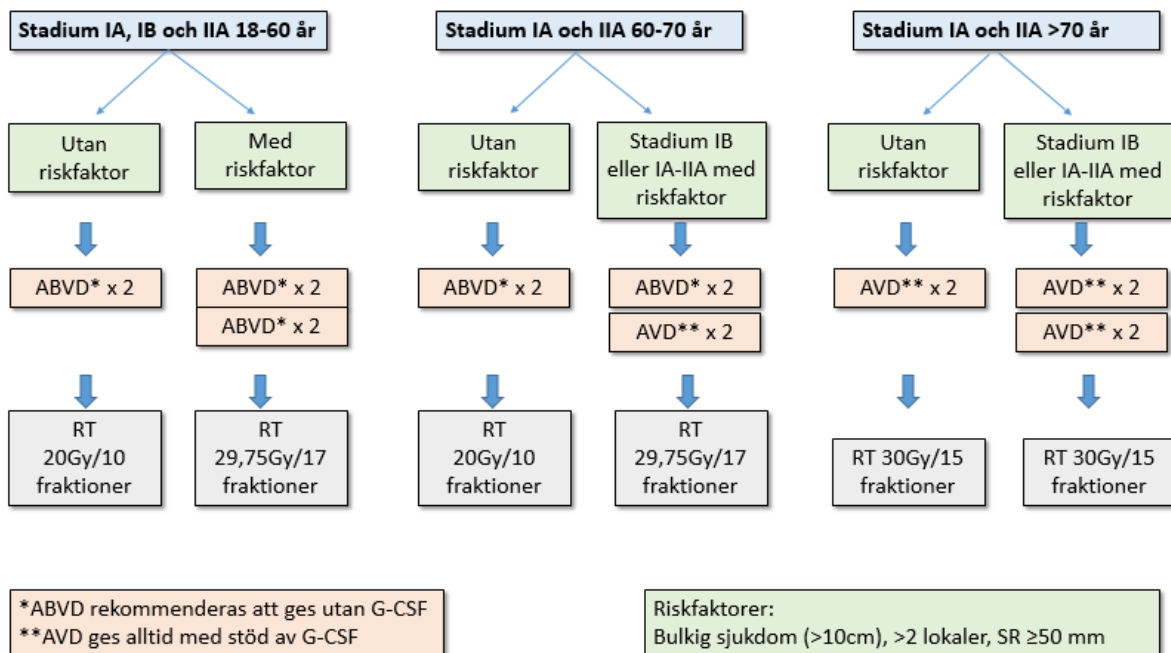 Stadium IA, IB och IIA 18-60 år
Utan
riskfaktor
Med
riskfaktor
ABVD* x 2
ABVD* x 2
ABVD* x 2
RT
20Gy/10
fraktioner
RT
29,75Gy/17
fraktioner
Stadium IA och IIA 60-70 år
Utan
riskfaktor
Stadium IB
eller IA-IIA med
riskfaktor
ABVD* x 2
ABVD* x 2
AVD** x 2
RT
20Gy/10
fraktioner
RT
29,75Gy/17
fraktioner
Stadium IA och IIA >70 år
Utan
riskfaktor
Stadium IB
eller IA-IIA med
riskfaktor
AVD** x 2
AVD** x 2
AVD** x 2
RT 30Gy/15
fraktioner
RT 30Gy/15
fraktioner
*ABVD rekommenderas att ges utan G-CSF
**AVD ges alltid med stöd av G-CSF
Riskfaktorer:
Bulkig sjukdom (>10cm), >2 lokaler, SR ≥50 mm